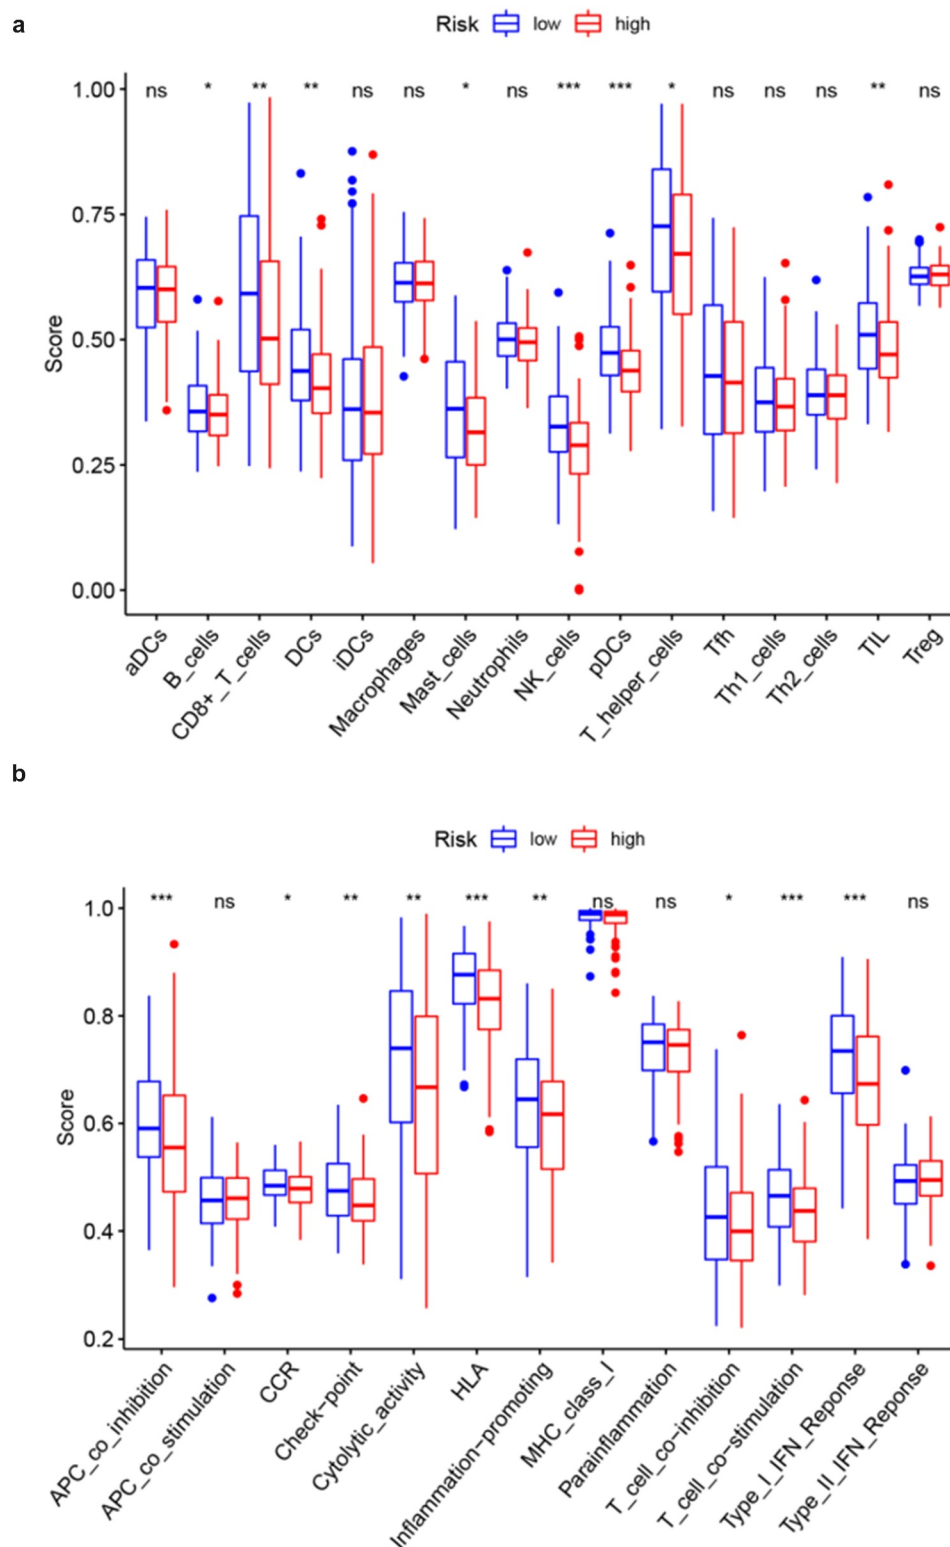 a
Risk low high
Score
ns * ** ** ns ns * ns *** *** * ns ns ns ** ns
1.00
0.75
0.50
0.25
0.00
aDCs
B_cells
CD8+_T_cells
DCs
iDCs
Macrophages
Mast_cells
Neutrophils
NK_cells
pDCs
T_helper_cells
Tfh
Th1_cells
Th2_cells
TIL
Treg
b
Risk low high
Score
*** ns * ** ** *** ** ns ns * *** *** ns
1.0
0.8
0.6
0.4
0.2
APC_co_inhibition
APC_co_stimulation
CCR
Check-point
Cytolytic_activity
HLA
Inflammation-promoting
MHC_class_I
Parainflammation
T_cell_co-inhibition
T_cell_co-stimulation
Type_I_IFN_Reponse
Type_II_IFN_Reponse